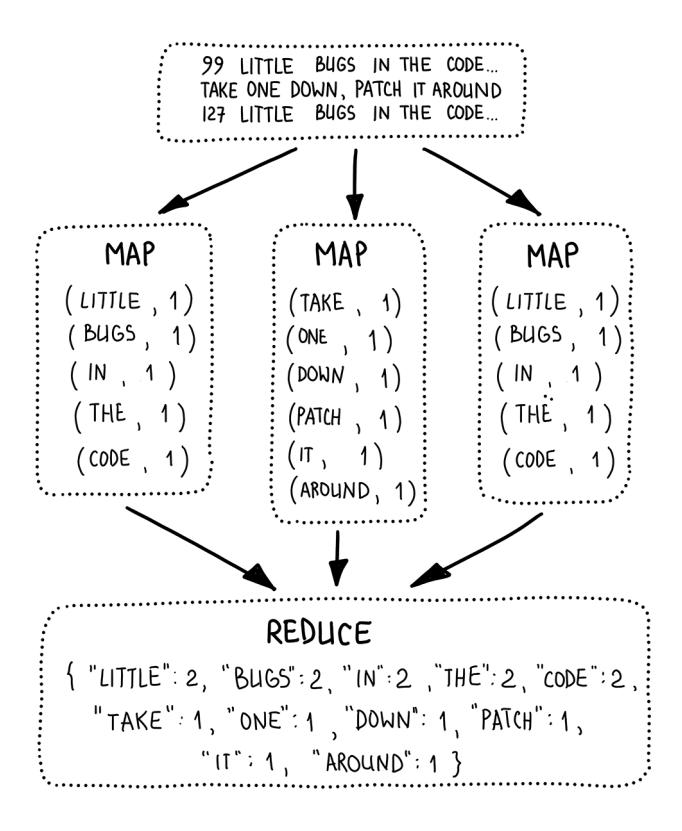 99 LITTLE BUGS IN THE CODE...
TAKE ONE DOWN, PATCH IT AROUND
127 LITTLE BUGS IN THE CODE...
MAP
(LITTLE, 1)
(BUGS, 1)
(IN, 1)
(THE, 1)
(CODE, 1)
MAP
(TAKE, 1)
(ONE, 1)
(DOWN, 1)
(PATCH, 1)
(IT, 1)
(AROUND, 1)
MAP
(LITTLE, 1)
(BUGS, 1)
(IN, 1)
(THE, 1)
(CODE, 1)
REDUCE
{ "LITTLE": 2, "BUGS": 2, "IN": 2, "THE": 2, "CODE": 2,
"TAKE": 1, "ONE": 1, "DOWN": 1, "PATCH": 1,
"IT": 1, "AROUND": 1 }